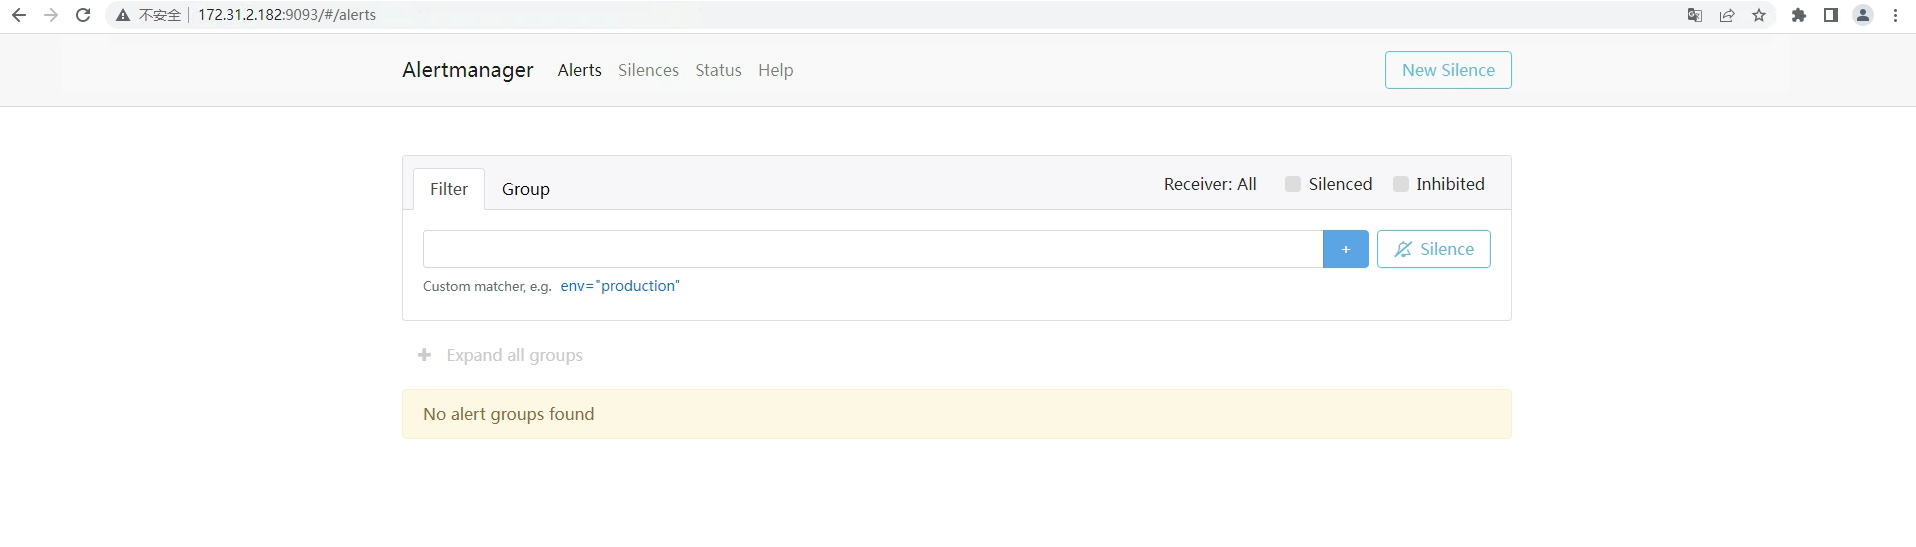 不安全 172.31.2.182:9093/#/alerts
Alertmanager Alerts Silences Status Help New Silence
Filter Group Receiver: All Silenced Inhibited
+ Silence
Custom matcher, e.g. env="production"
+ Expand all groups
No alert groups found